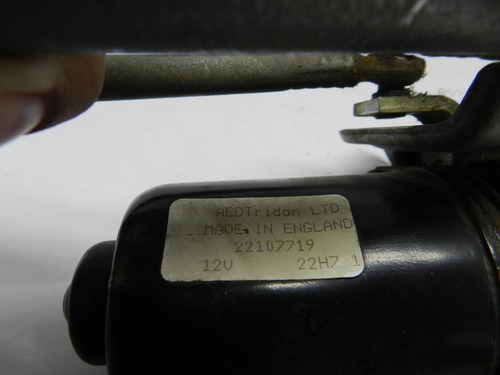 ACDTridon LTD
MADE IN ENGLAND
22107719
12V 22H7 1